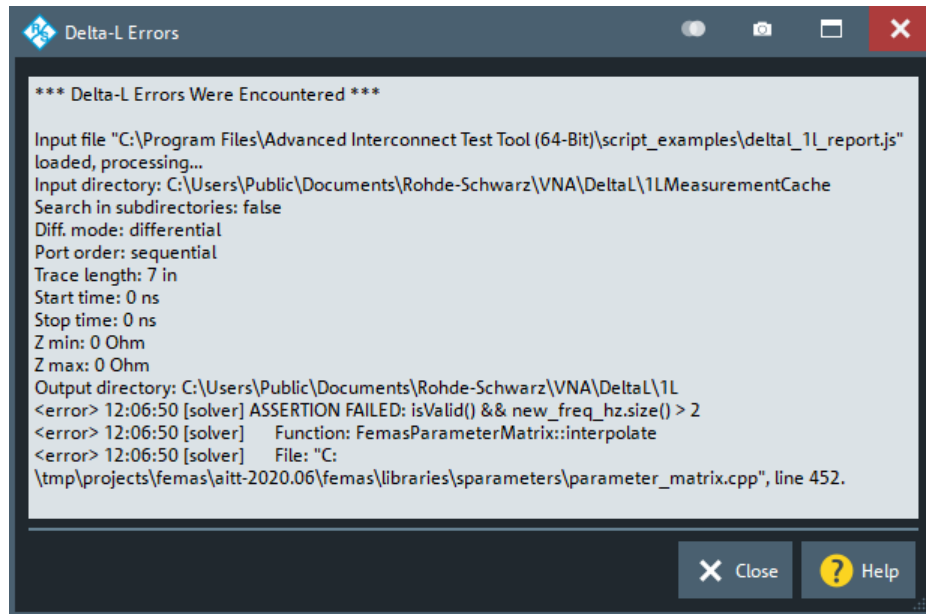 Delta-L Errors
*** Delta-L Errors Were Encountered ***
Input file "C:\Program Files\Advanced Interconnect Test Tool (64-Bit)\script_examples\deltaL_1l_report.js"
loaded, processing...
Input directory: C:\Users\Public\Documents\Rohde-Schwarz\VNA\DeltaL\1LMeasurementCache
Search in subdirectories: false
Diff. mode: differential
Port order: sequential
Trace length: 7 in
Start time: 0 ns
Stop time: 0 ns
Z min: 0 Ohm
Z max: 0 Ohm
Output directory: C:\Users\Public\Documents\Rohde-Schwarz\VNA\DeltaL\1L
<error> 12:06:50 [solver] ASSERTION FAILED: isValid() && new_freq_hz.size() > 2
<error> 12:06:50 [solver]    Function: FemasParameterMatrix::interpolate
<error> 12:06:50 [solver]    File: "C:
\tmp\projects\femas\aitt-2020.06\femas\libraries\sparameters\parameter_matrix.cpp", line 452.
Close
Help